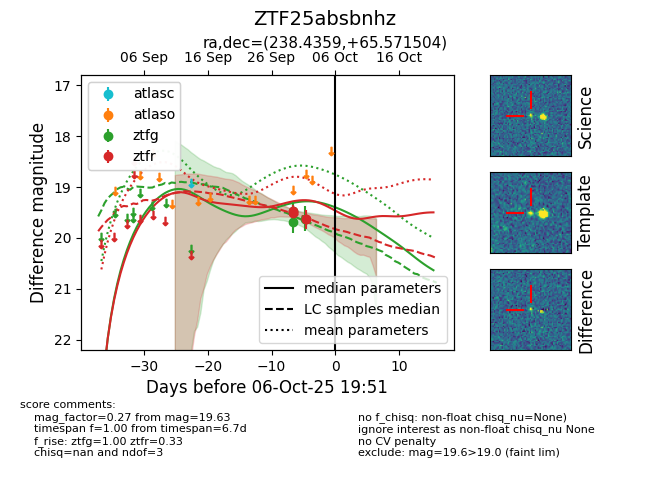 ZTF25absbnhz
ra,dec=(238.4359,+65.571504)
06 Sep 16 Sep 26 Sep 06 Oct 16 Oct
17
18
19
20
21
22
Difference magnitude
atlasc
atlaso
ztfg
ztfr
median parameters
LC samples median
mean parameters
−30 −20 −10 0 10
Days before 06-Oct-25 19:51
Science
Template
Difference
score comments:
mag_factor=0.27 from mag=19.63
timespan f=1.00 from timespan=6.7d
f_rise: ztfg=1.00 ztfr=0.33
chisq=nan and ndof=3
no f_chisq: non-float chisq_nu=None)
ignore interest as non-float chisq_nu None
no CV penalty
exclude: mag=19.6>19.0 (faint lim)